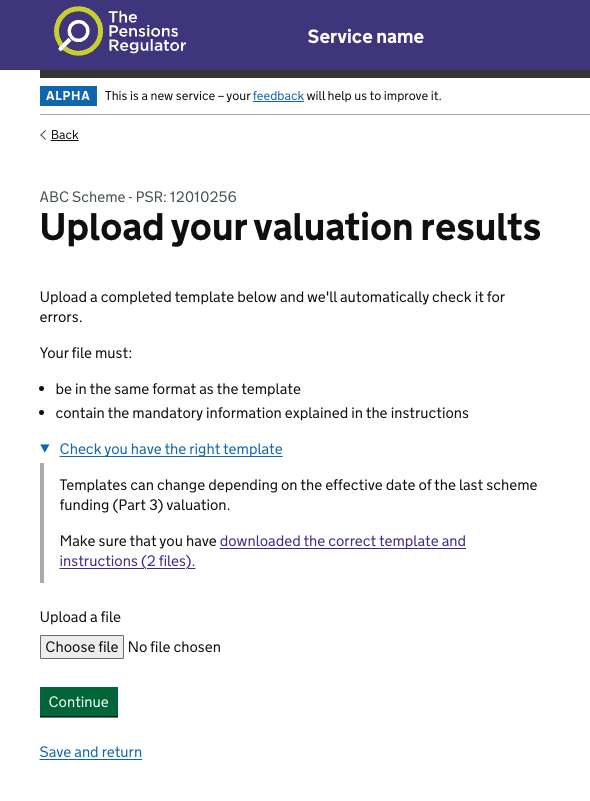 The
Pensions
Regulator
Service name
ALPHA This is a new service – your feedback will help us to improve it.
Back
ABC Scheme - PSR: 12010256
Upload your valuation results
Upload a completed template below and we'll automatically check it for
errors.
Your file must:
be in the same format as the template
contain the mandatory information explained in the instructions
Check you have the right template
Templates can change depending on the effective date of the last scheme
funding (Part 3) valuation.
Make sure that you have downloaded the correct template and
instructions (2 files).
Upload a file
Choose file No file chosen
Continue
Save and return